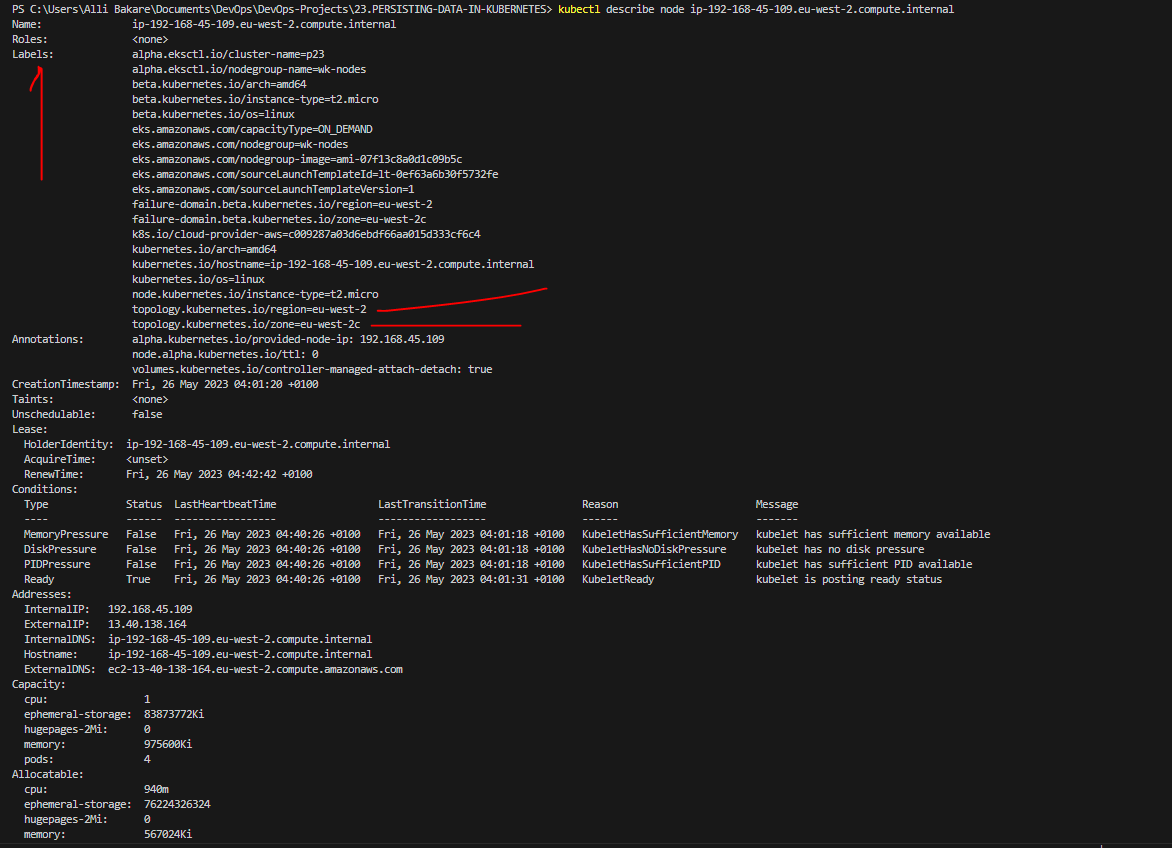 PS C:\Users\Alli Bakare\Documents\DevOps\DevOps-Projects\23.PERSISTING-DATA-IN-KUBERNETES> kubectl describe node ip-192-168-45-109.eu-west-2.compute.internal
Name: ip-192-168-45-109.eu-west-2.compute.internal
Roles: <none>
Labels: alpha.eksctl.io/cluster-name=p23
alpha.eksctl.io/nodegroup-name=wk-nodes
beta.kubernetes.io/arch=amd64
beta.kubernetes.io/instance-type=t2.micro
beta.kubernetes.io/os=linux
eks.amazonaws.com/capacityType=ON_DEMAND
eks.amazonaws.com/nodegroup=wk-nodes
eks.amazonaws.com/nodegroup-image=ami-07f13c8a0d1c09b5c
eks.amazonaws.com/sourceLaunchTemplateId=lt-0ef63a6b30f5732fe
eks.amazonaws.com/sourceLaunchTemplateVersion=1
failure-domain.beta.kubernetes.io/region=eu-west-2
failure-domain.beta.kubernetes.io/zone=eu-west-2c
k8s.io/cloud-provider-aws=c009287a03d6ebdf66aa015d333cf6c4
kubernetes.io/arch=amd64
kubernetes.io/hostname=ip-192-168-45-109.eu-west-2.compute.internal
kubernetes.io/os=linux
node.kubernetes.io/instance-type=t2.micro
topology.kubernetes.io/region=eu-west-2
topology.kubernetes.io/zone=eu-west-2c
Annotations: alpha.kubernetes.io/provided-node-ip: 192.168.45.109
node.alpha.kubernetes.io/ttl: 0
volumes.kubernetes.io/controller-managed-attach-detach: true
CreationTimestamp: Fri, 26 May 2023 04:01:20 +0100
Taints: <none>
Unschedulable: false
Lease:
HolderIdentity: ip-192-168-45-109.eu-west-2.compute.internal
AcquireTime: <unset>
RenewTime: Fri, 26 May 2023 04:42:42 +0100
Conditions:
Type Status LastHeartbeatTime LastTransitionTime Reason Message
---- ------ ----------------- ------------------ ------ -------
MemoryPressure False Fri, 26 May 2023 04:40:26 +0100 Fri, 26 May 2023 04:01:18 +0100 KubeletHasSufficientMemory kubelet has sufficient memory available
DiskPressure False Fri, 26 May 2023 04:40:26 +0100 Fri, 26 May 2023 04:01:18 +0100 KubeletHasNoDiskPressure kubelet has no disk pressure
PIDPressure False Fri, 26 May 2023 04:40:26 +0100 Fri, 26 May 2023 04:01:18 +0100 KubeletHasSufficientPID kubelet has sufficient PID available
Ready True Fri, 26 May 2023 04:40:26 +0100 Fri, 26 May 2023 04:01:31 +0100 KubeletReady kubelet is posting ready status
Addresses:
InternalIP: 192.168.45.109
ExternalIP: 13.40.138.164
InternalDNS: ip-192-168-45-109.eu-west-2.compute.internal
Hostname: ip-192-168-45-109.eu-west-2.compute.internal
ExternalDNS: ec2-13-40-138-164.eu-west-2.compute.amazonaws.com
Capacity:
cpu: 1
ephemeral-storage: 83873772Ki
hugepages-2Mi: 0
memory: 975600Ki
pods: 4
Allocatable:
cpu: 940m
ephemeral-storage: 76224326324
hugepages-2Mi: 0
memory: 567024Ki